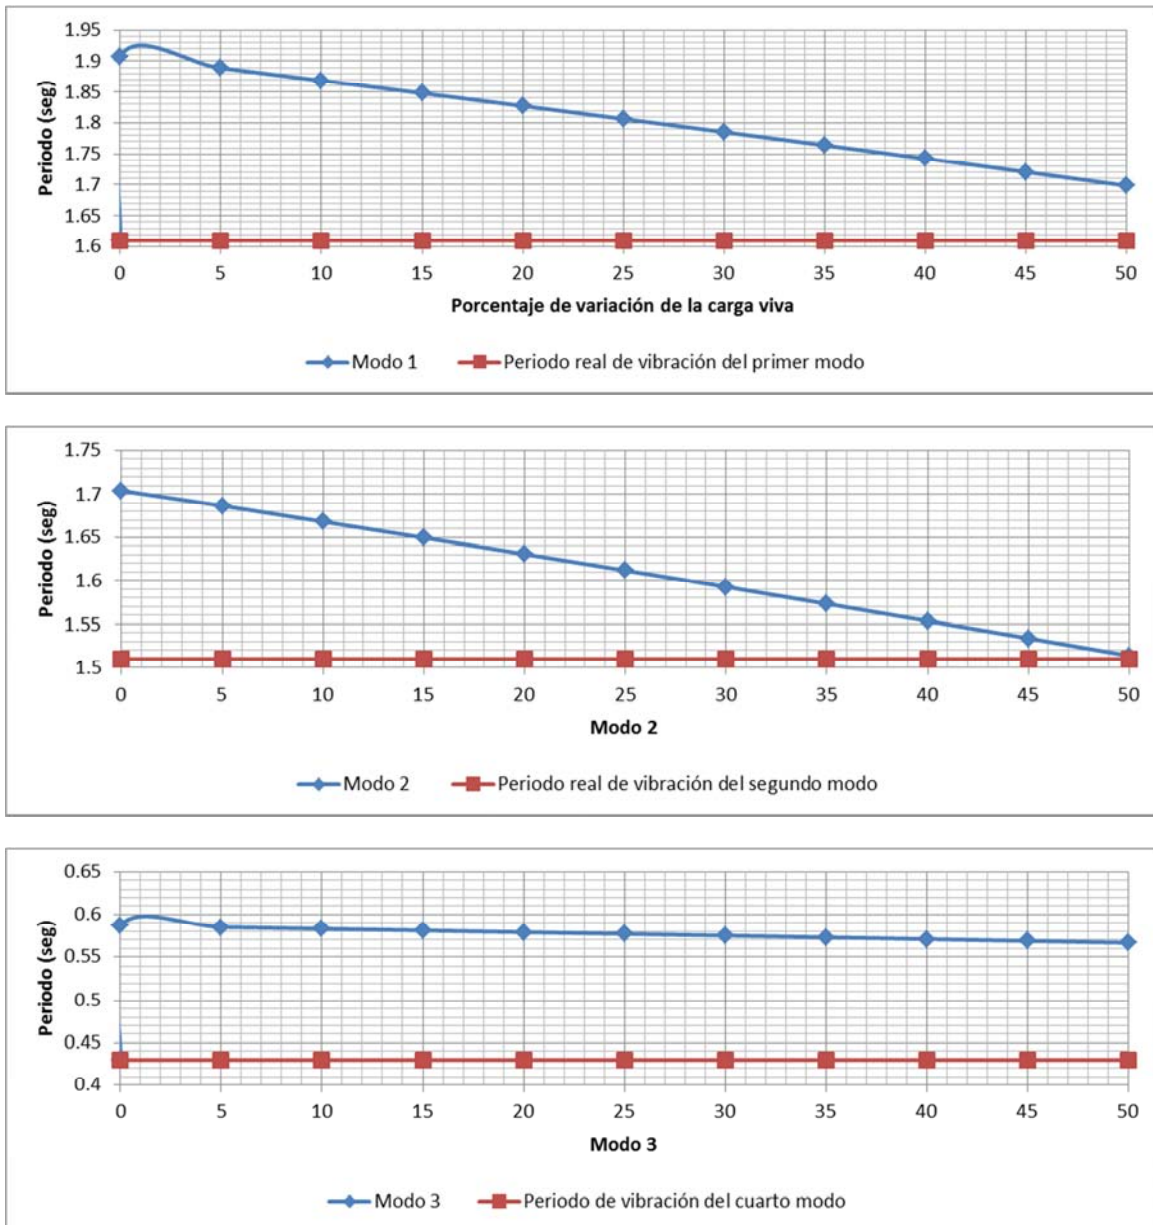 1.95
1.9
1.85
1.8
1.75
1.7
1.65
1.6
Periodo (seg)
0 5 10 15 20 25 30 35 40 45 50
Porcentaje de variación de la carga viva
Modo 1 Periodo real de vibración del primer modo
1.75
1.7
1.65
1.6
1.55
1.5
Periodo (seg)
0 5 10 15 20 25 30 35 40 45 50
Modo 2
Modo 2 Periodo real de vibración del segundo modo
0.65
0.6
0.55
0.5
0.45
0.4
Periodo (seg)
0 5 10 15 20 25 30 35 40 45 50
Modo 3
Modo 3 Periodo de vibración del cuarto modo